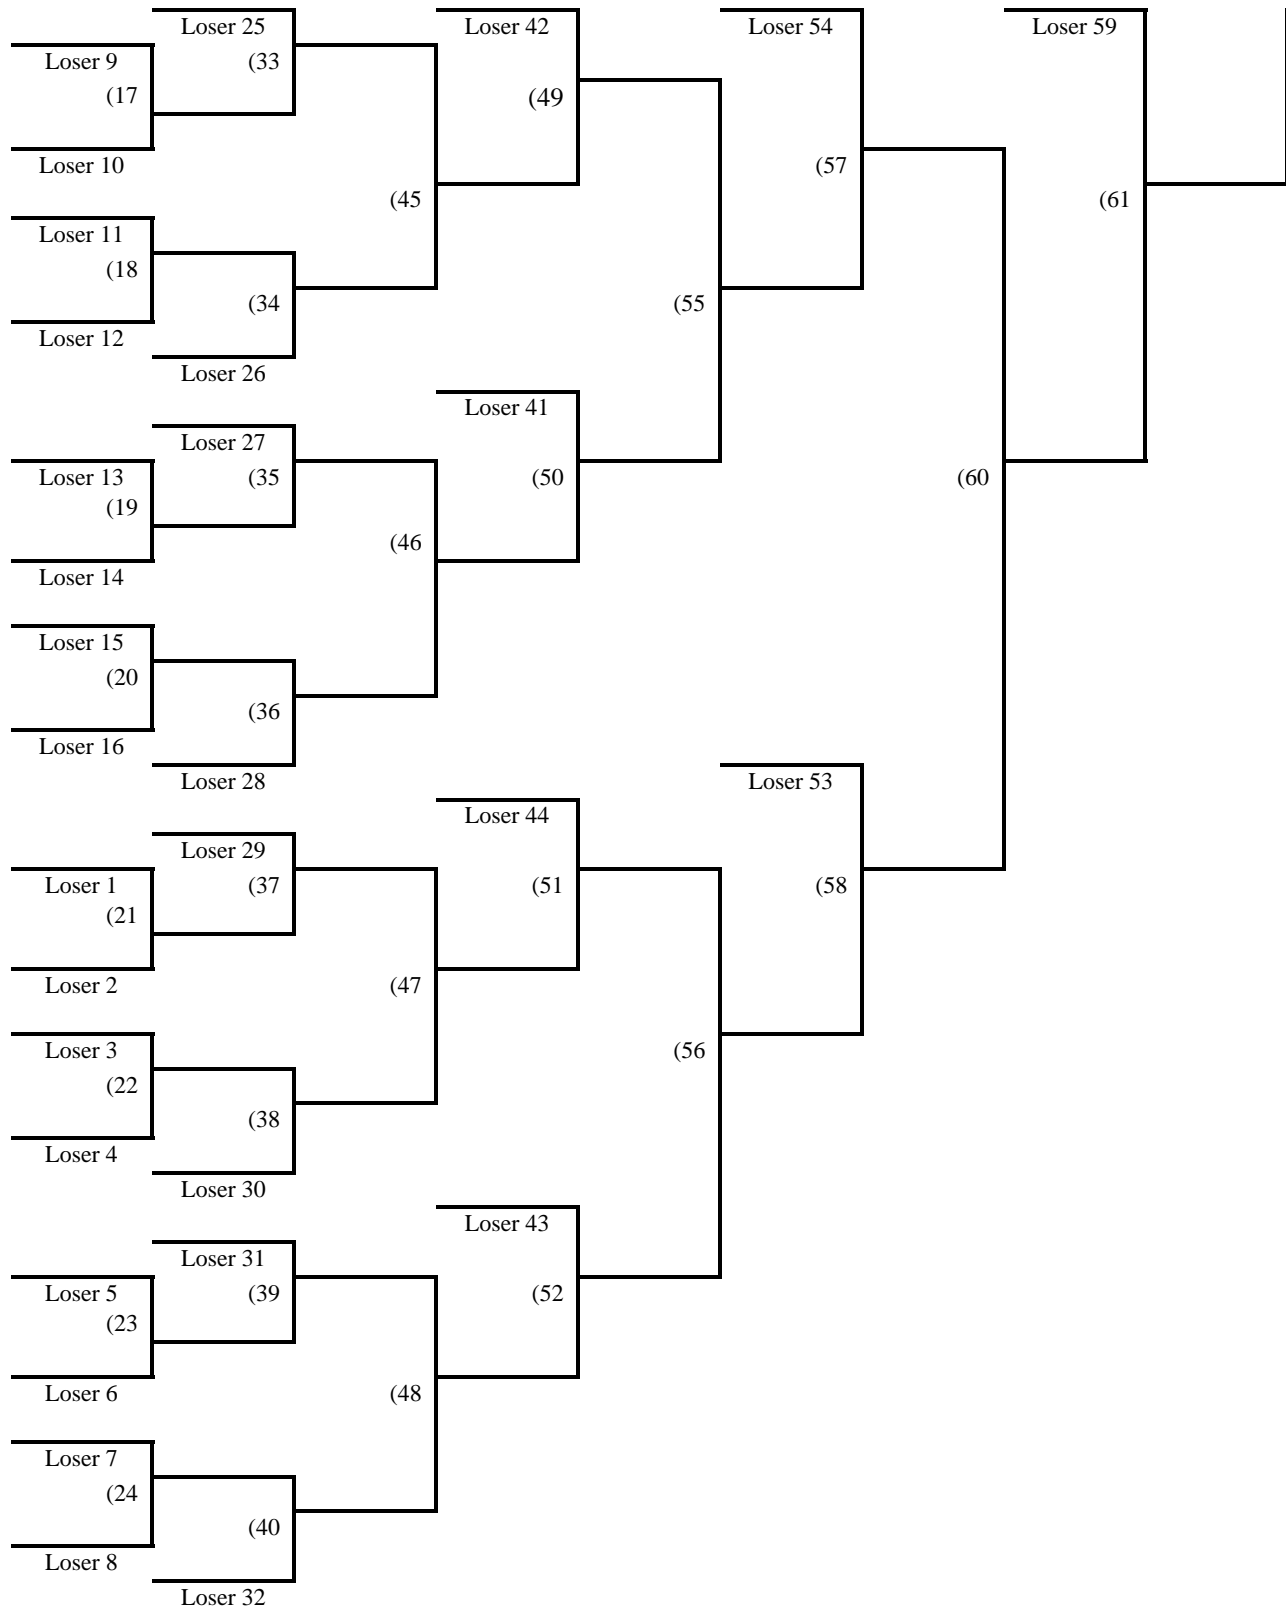 Loser 25
Loser 42
Loser 54
Loser 59
Loser 9
(33
(17
(49
Loser 10
(57
(45
(61
Loser 11
(18
(34
(55
Loser 12
Loser 26
Loser 41
Loser 27
Loser 13
(35
(50
(60
(19
(46
Loser 14
Loser 15
(20
(36
Loser 16
Loser 28
Loser 53
Loser 44
Loser 29
Loser 1
(37
(51
(58
(21
Loser 2
(47
Loser 3
(56
(22
(38
Loser 4
Loser 30
Loser 43
Loser 31
Loser 5
(39
(52
(23
Loser 6
(48
Loser 7
(24
(40
Loser 8
Loser 32